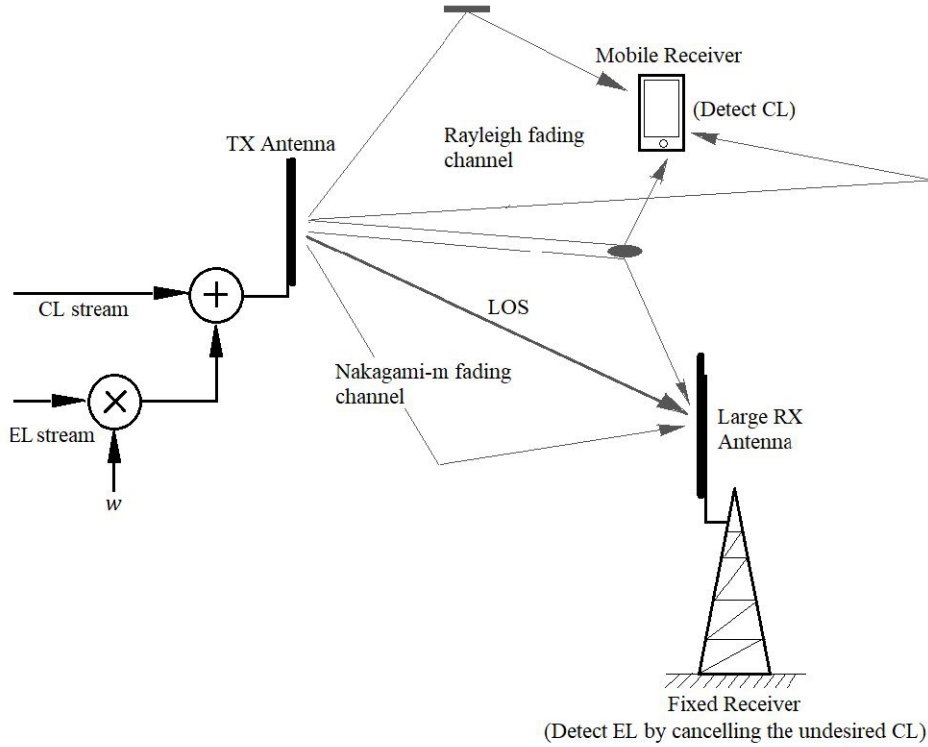 Mobile Receiver
(Detect CL)
TX Antenna
Rayleigh fading
channel
CL stream
LOS
Nakagami-m fading
channel
EL stream
w
Large RX
Antenna
Fixed Receiver
(Detect EL by cancelling the undesired CL)